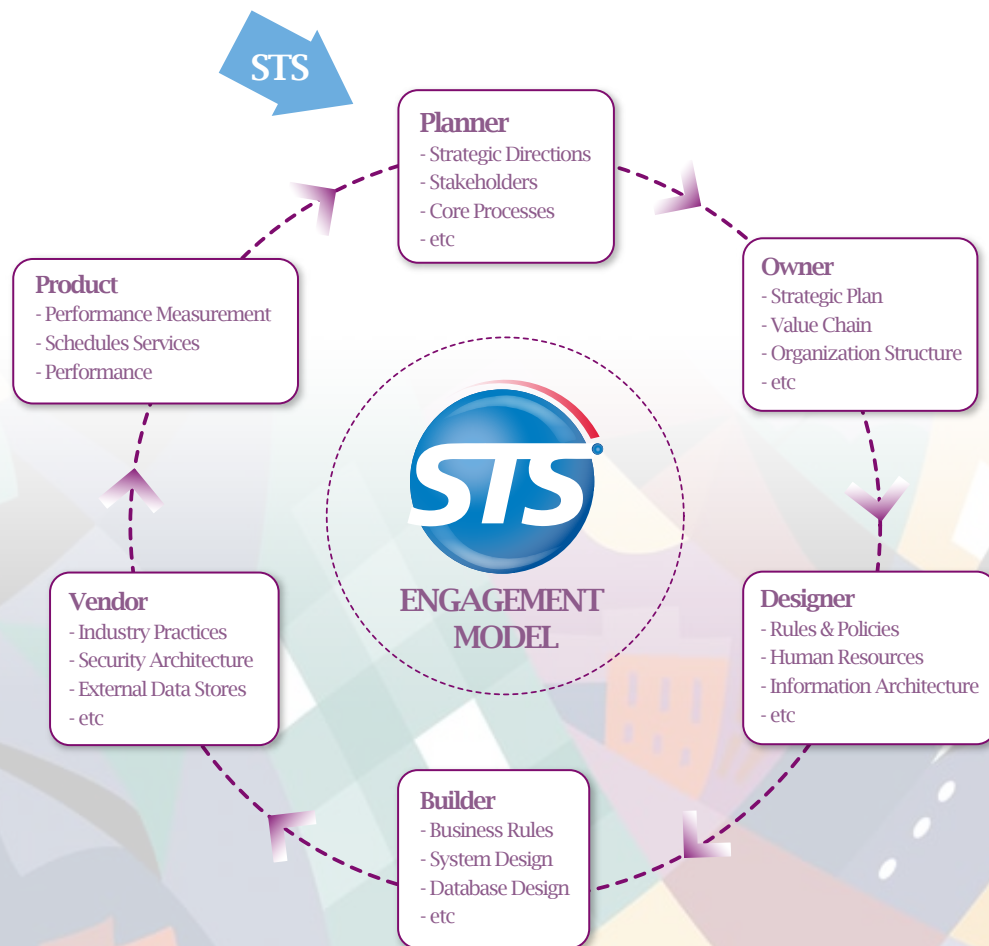 STS
Planner
- Strategic Directions
- Stakeholders
- Core Processes
- etc
Owner
- Strategic Plan
- Value Chain
- Organization Structure
- etc
Product
- Performance Measurement
- Schedules Services
- Performance
STS
ENGAGEMENT
MODEL
Vendor
- Industry Practices
- Security Architecture
- External Data Stores
- etc
Designer
- Rules & Policies
- Human Resources
- Information Architecture
- etc
Builder
- Business Rules
- System Design
- Database Design
- etc